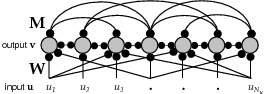 M
output v
W
input u u1 u2 u3 . . . uNu